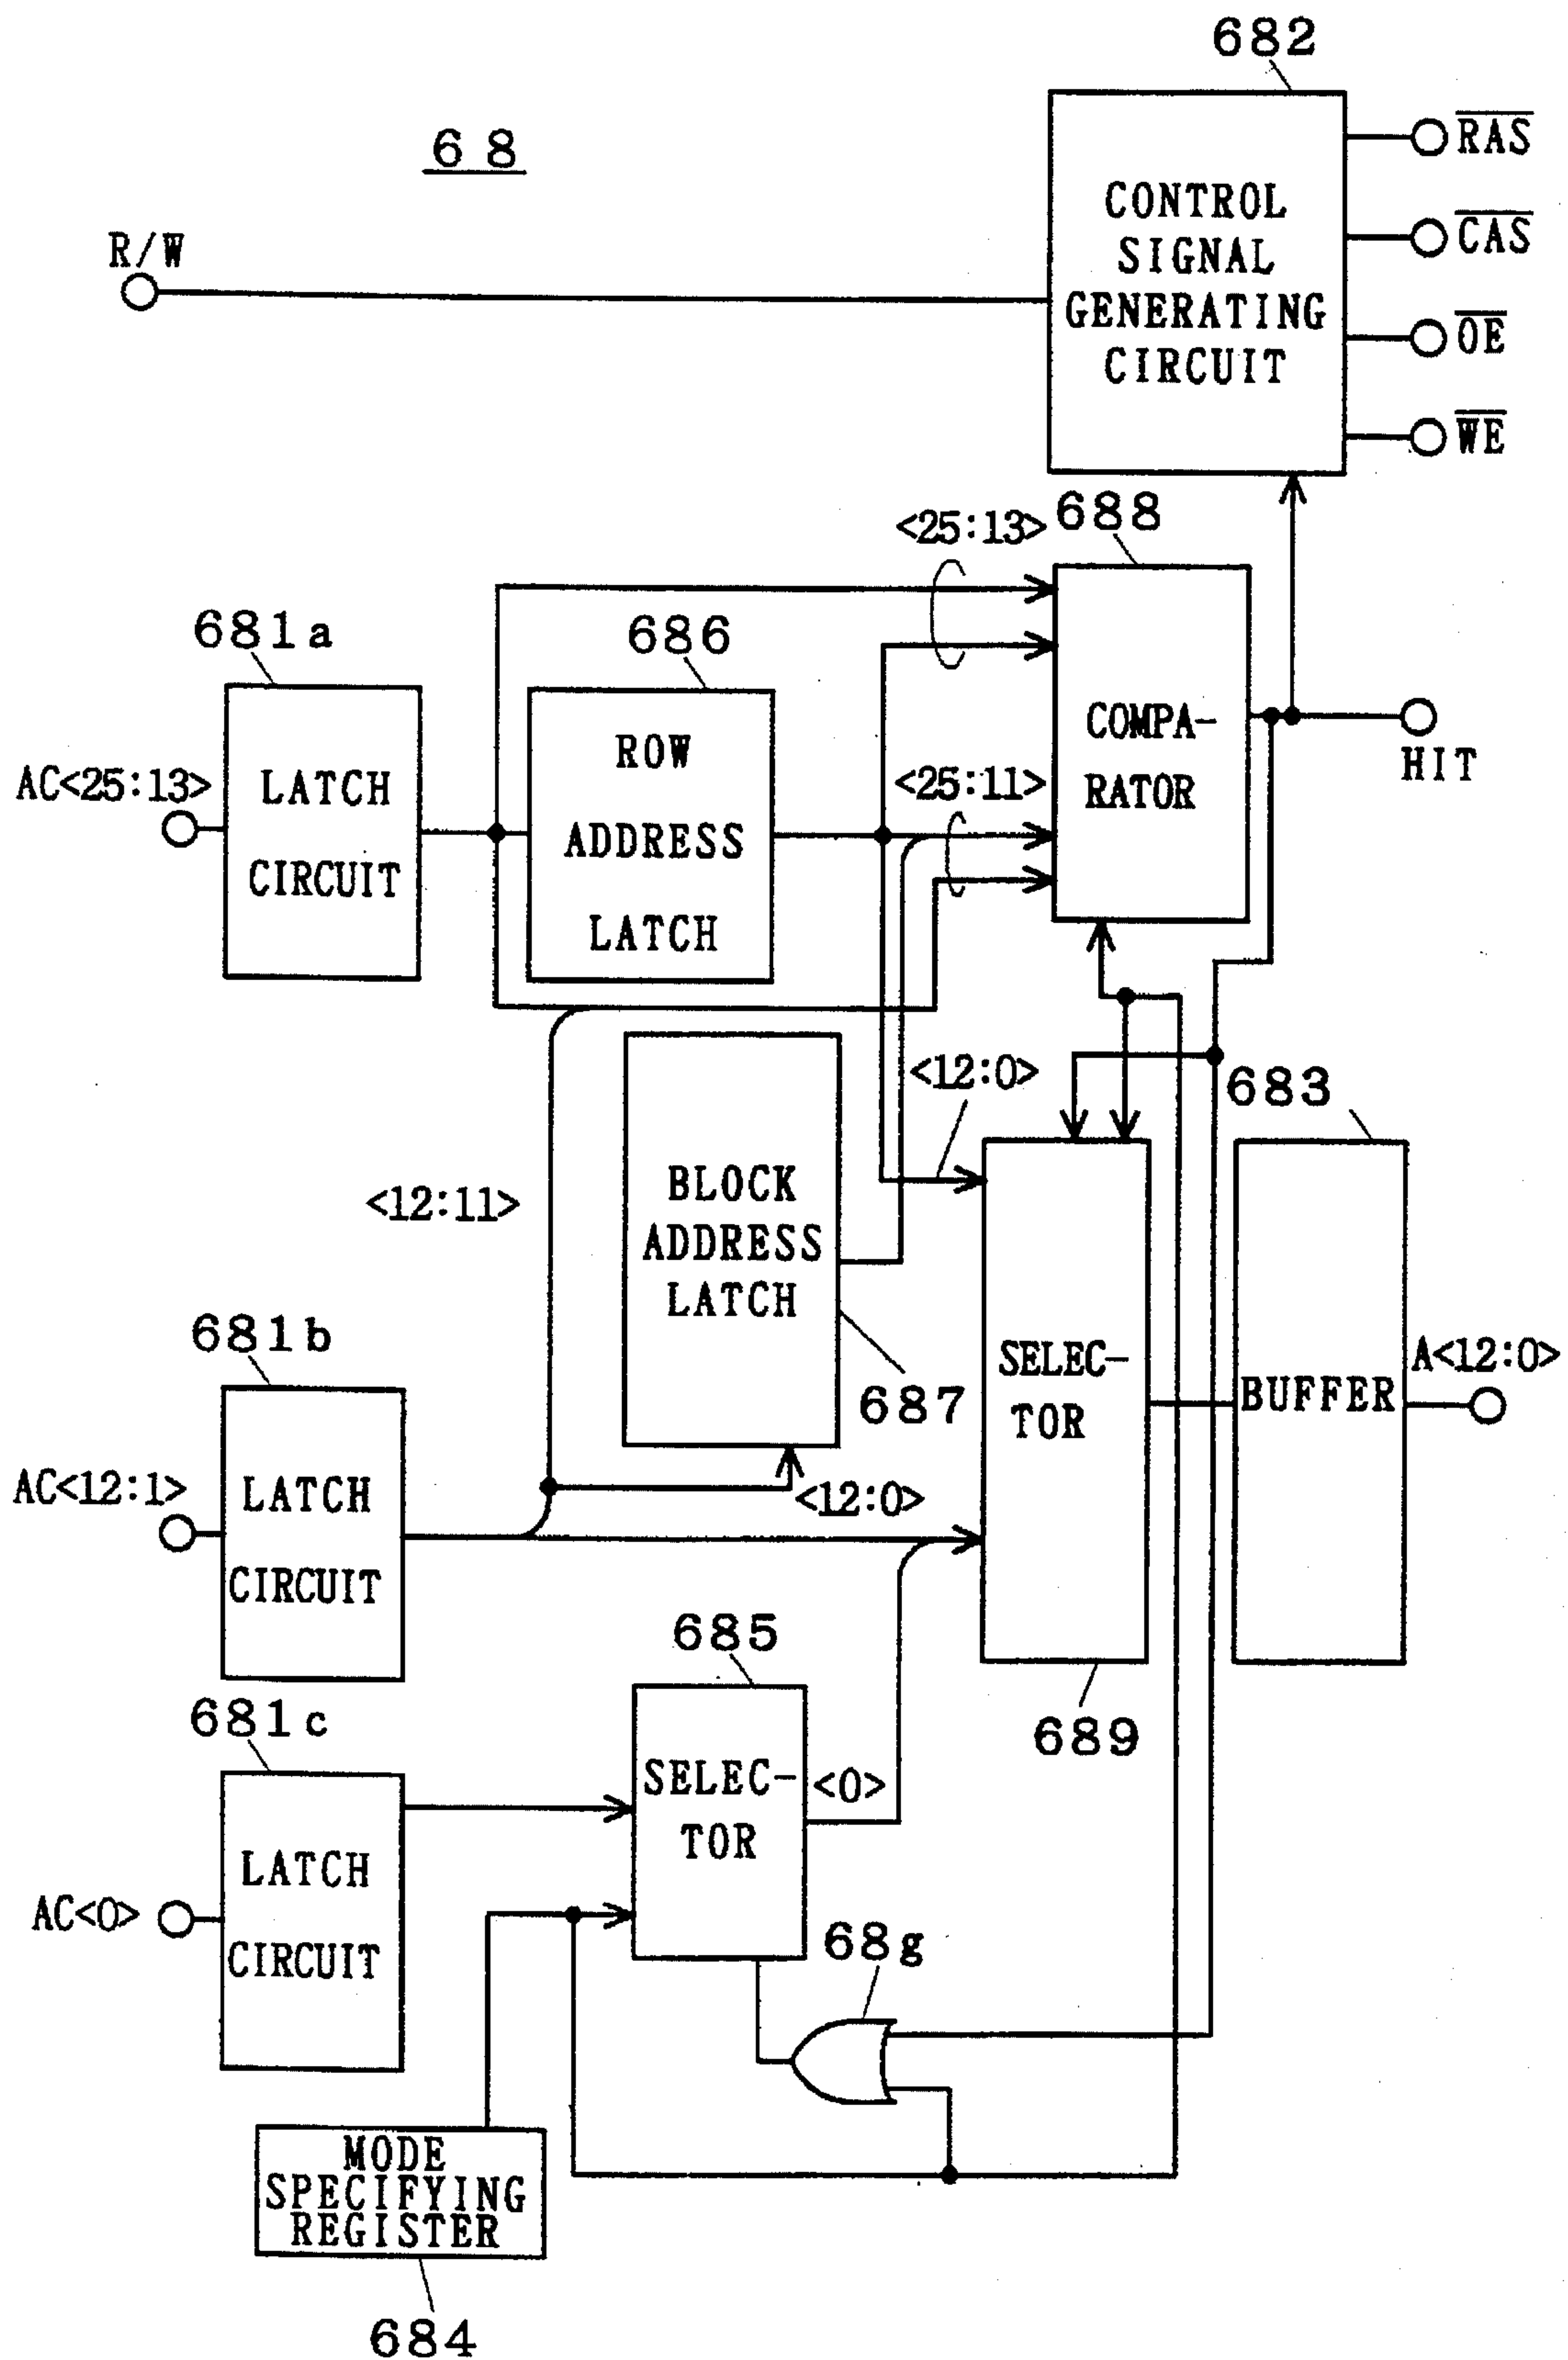 682
68
R/W
CONTROL
SIGNAL
GENERATING
CIRCUIT
RAS
CAS
OE
WE
<25:13>
688
681a
686
AC<25:13>
LATCH
CIRCUIT
ROW
ADDRESS
LATCH
<25:11>
COMPA-
RATOR
HIT
<12:0>
683
<12:11>
BLOCK
ADDRESS
LATCH
681b
687
SELEC-
TOR
BUFFER
A<12:0>
AC<12:1>
LATCH
CIRCUIT
<12:0>
685
689
681c
SELEC-
TOR
<0>
AC<0>
LATCH
CIRCUIT
68g
MODE
SPECIFYING
REGISTER
684